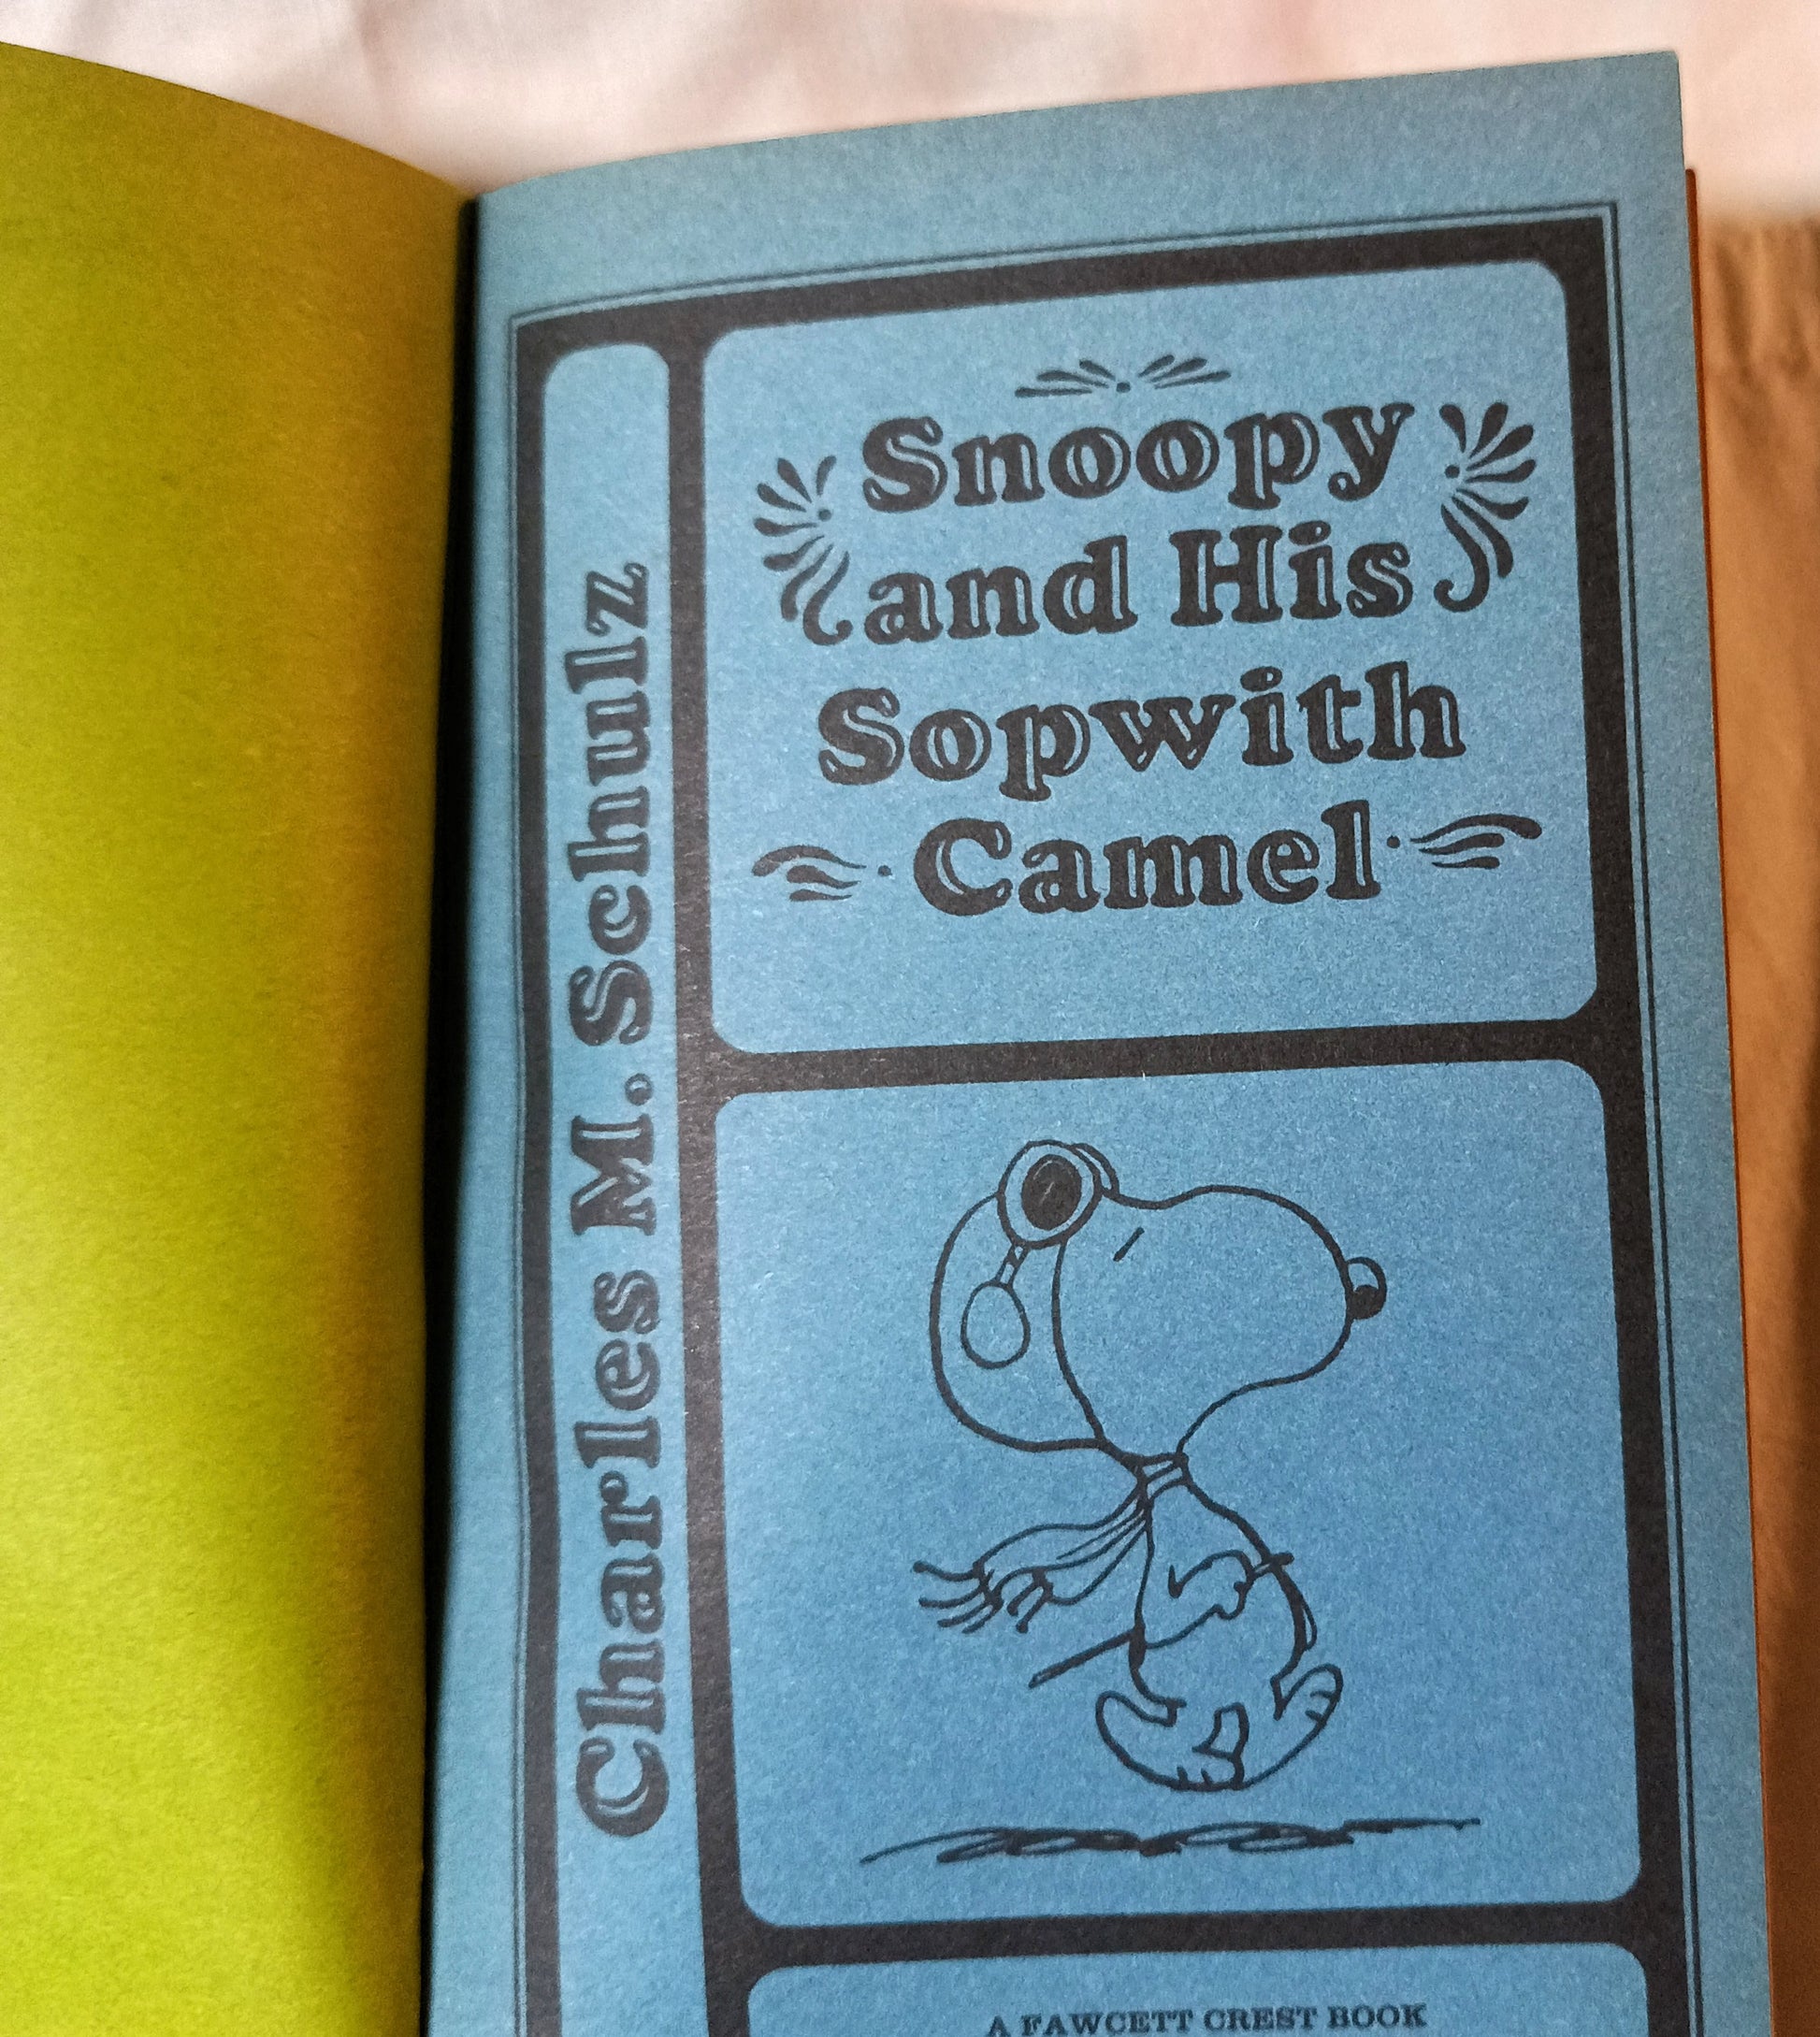 Snoopy
and His
Sopwith
Camel
Charles M. Schulz
A FAWCETT CREST BOOK